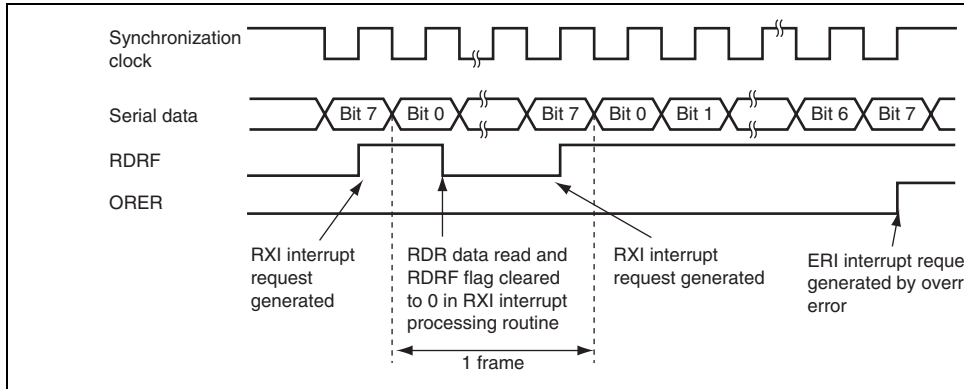 Synchronization
clock
Serial data
Bit 7
Bit 0
Bit 7
Bit 0
Bit 1
Bit 6
Bit 7
RDRF
ORER
RXI interrupt
request
generated
RDR data read and
RDRF flag cleared
to 0 in RXI interrupt
processing routine
RXI interrupt
request generated
ERI interrupt reque
generated by overr
error
1 frame